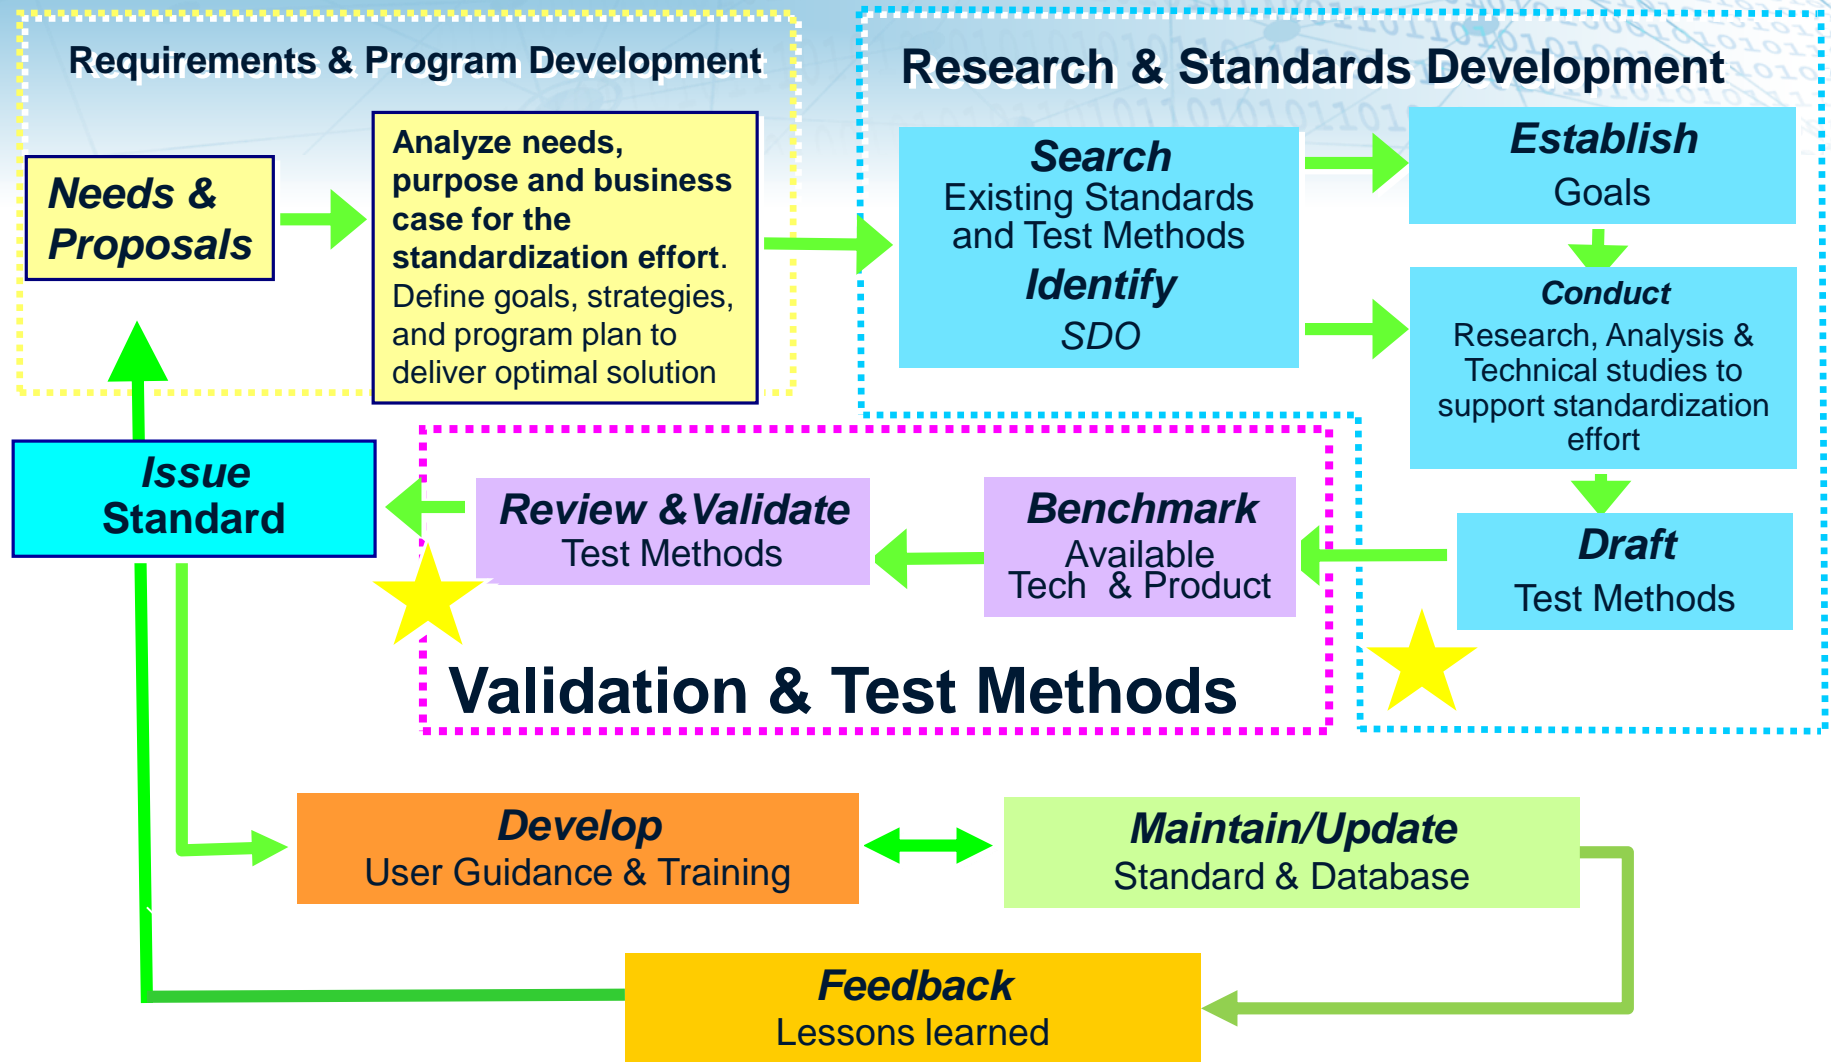 Requirements & Program Development
Research & Standards Development
Needs &
Proposals
Analyze needs,
purpose and business
case for the
standardization effort.
Define goals, strategies,
and program plan to
deliver optimal solution
Search
Existing Standards
and Test Methods
Identify
SDO
Establish
Goals
Conduct
Research, Analysis &
Technical studies to
support standardization
effort
Draft
Test Methods
Benchmark
Available
Tech & Product
Review &Validate
Test Methods
Issue
Standard
Validation & Test Methods
Develop
User Guidance & Training
Maintain/Update
Standard & Database
Feedback
Lessons learned